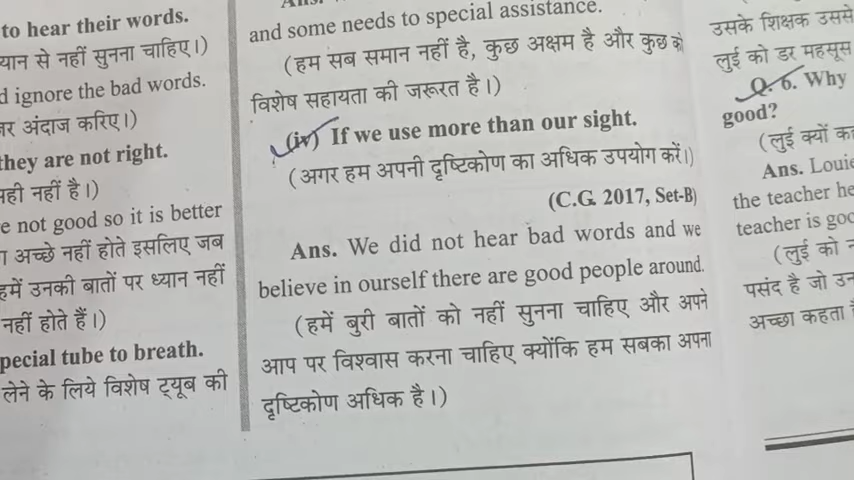 to hear their words.
यान से नहीं सुनना चाहिए।)
d ignore the bad words.
र अंदाज करिए।)
they are not right.
नहीं है।)
e not good so it is better
अच्छे नहीं होते इसलिए जब
हमें उनकी बातों पर ध्यान नहीं
नहीं होते हैं।)
pecial tube to breath.
लेने के लिये विशेष ट्यूब की
and some needs to special assistance.
(हम सब समान नहीं है, कुछ अक्षम है और कुछ को
विशेष सहायता की जरूरत है।)
(iv) If we use more than our sight.
(अगर हम अपनी दृष्टिकोण का अधिक उपयोग करें।)
(C.G. 2017, Set-B)
Ans. We did not hear bad words and we
believe in ourself there are good people around.
(हमें बुरी बातों को नहीं सुनना चाहिए और अपने
आप पर विश्वास करना चाहिए क्योंकि हम सबका अपना
दृष्टिकोण अधिक है।)
उसके शिक्षक उससे
लुई को डर महसूस
Q. 6. Why
good?
(लुई क्यों क
Ans. Louie
the teacher he
teacher is goo
(लुई को
पसंद है जो उन
अच्छा कहता